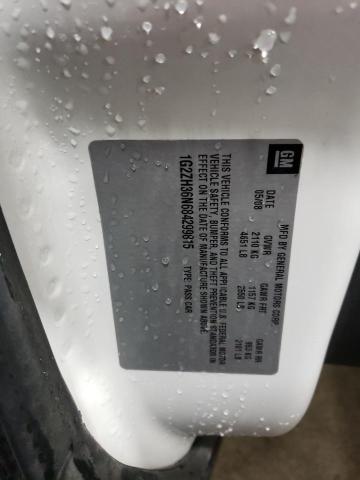 GM
MFD BY GENERAL MOTORS CORP
DATE GVWR GAWR FRT GAWR RR
05/08 2110 KG 1157 KG 953 KG
4651 LB 2550 LB 2101 LB
THIS VEHICLE CONFORMS TO ALL APPLICABLE U.S. FEDERAL MOTOR
VEHICLE SAFETY, BUMPER, AND THEFT PREVENTION STANDARDS IN
EFFECT ON THE DATE OF MANUFACTURE SHOWN ABOVE.
1G2ZH36N684299815 TYPE: PASS CAR